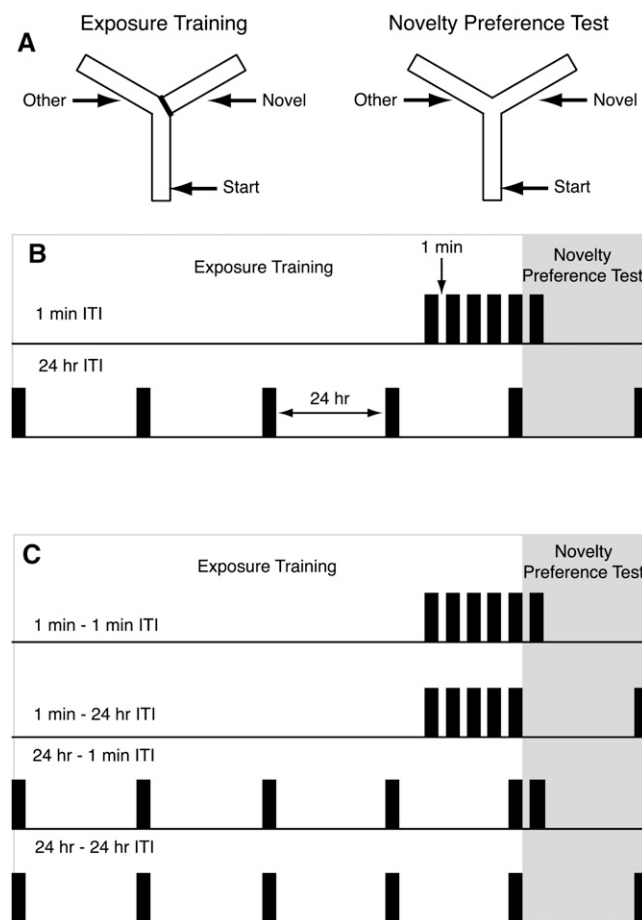 A
Exposure Training
Novelty Preference Test
Other
Novel
Start
Other
Novel
Start
B
Exposure Training
1 min
Novelty
Preference Test
1 min ITI
24 hr ITI
24 hr
C
Exposure Training
Novelty
Preference Test
1 min - 1 min ITI
1 min - 24 hr ITI
24 hr - 1 min ITI
24 hr - 24 hr ITI